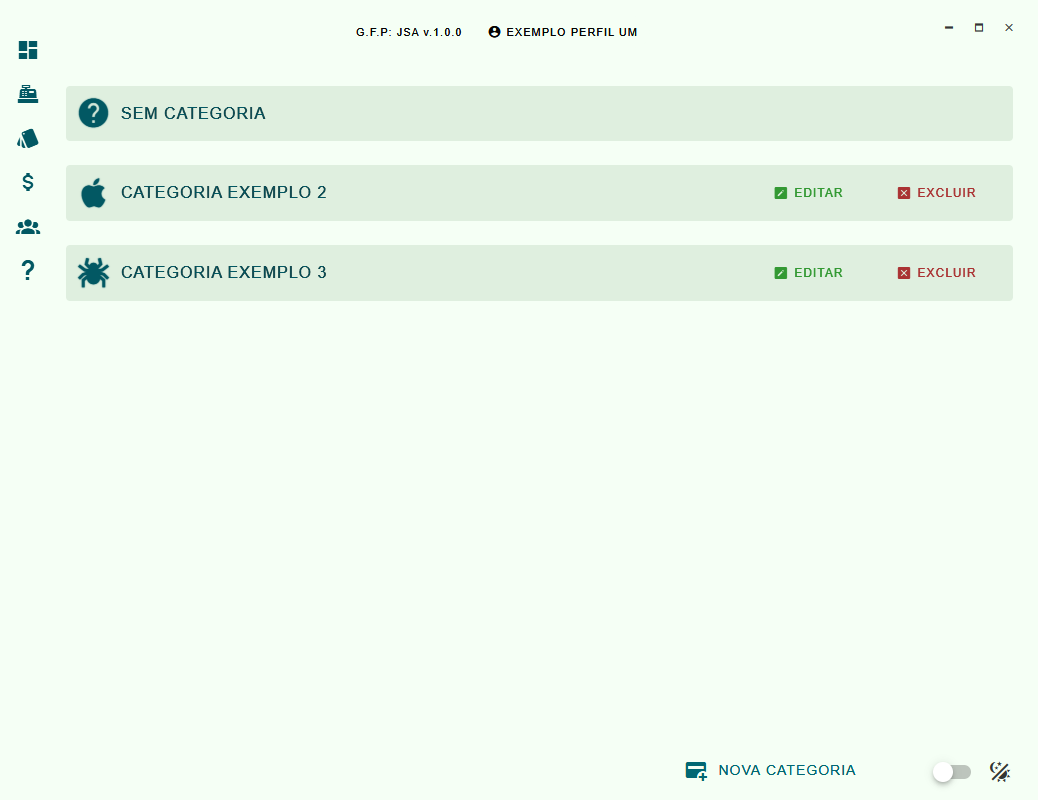 G.F.P: JSA v.1.0.0 EXEMPLO PERFIL UM
SEM CATEGORIA
CATEGORIA EXEMPLO 2 EDITAR EXCLUIR
CATEGORIA EXEMPLO 3 EDITAR EXCLUIR
NOVA CATEGORIA